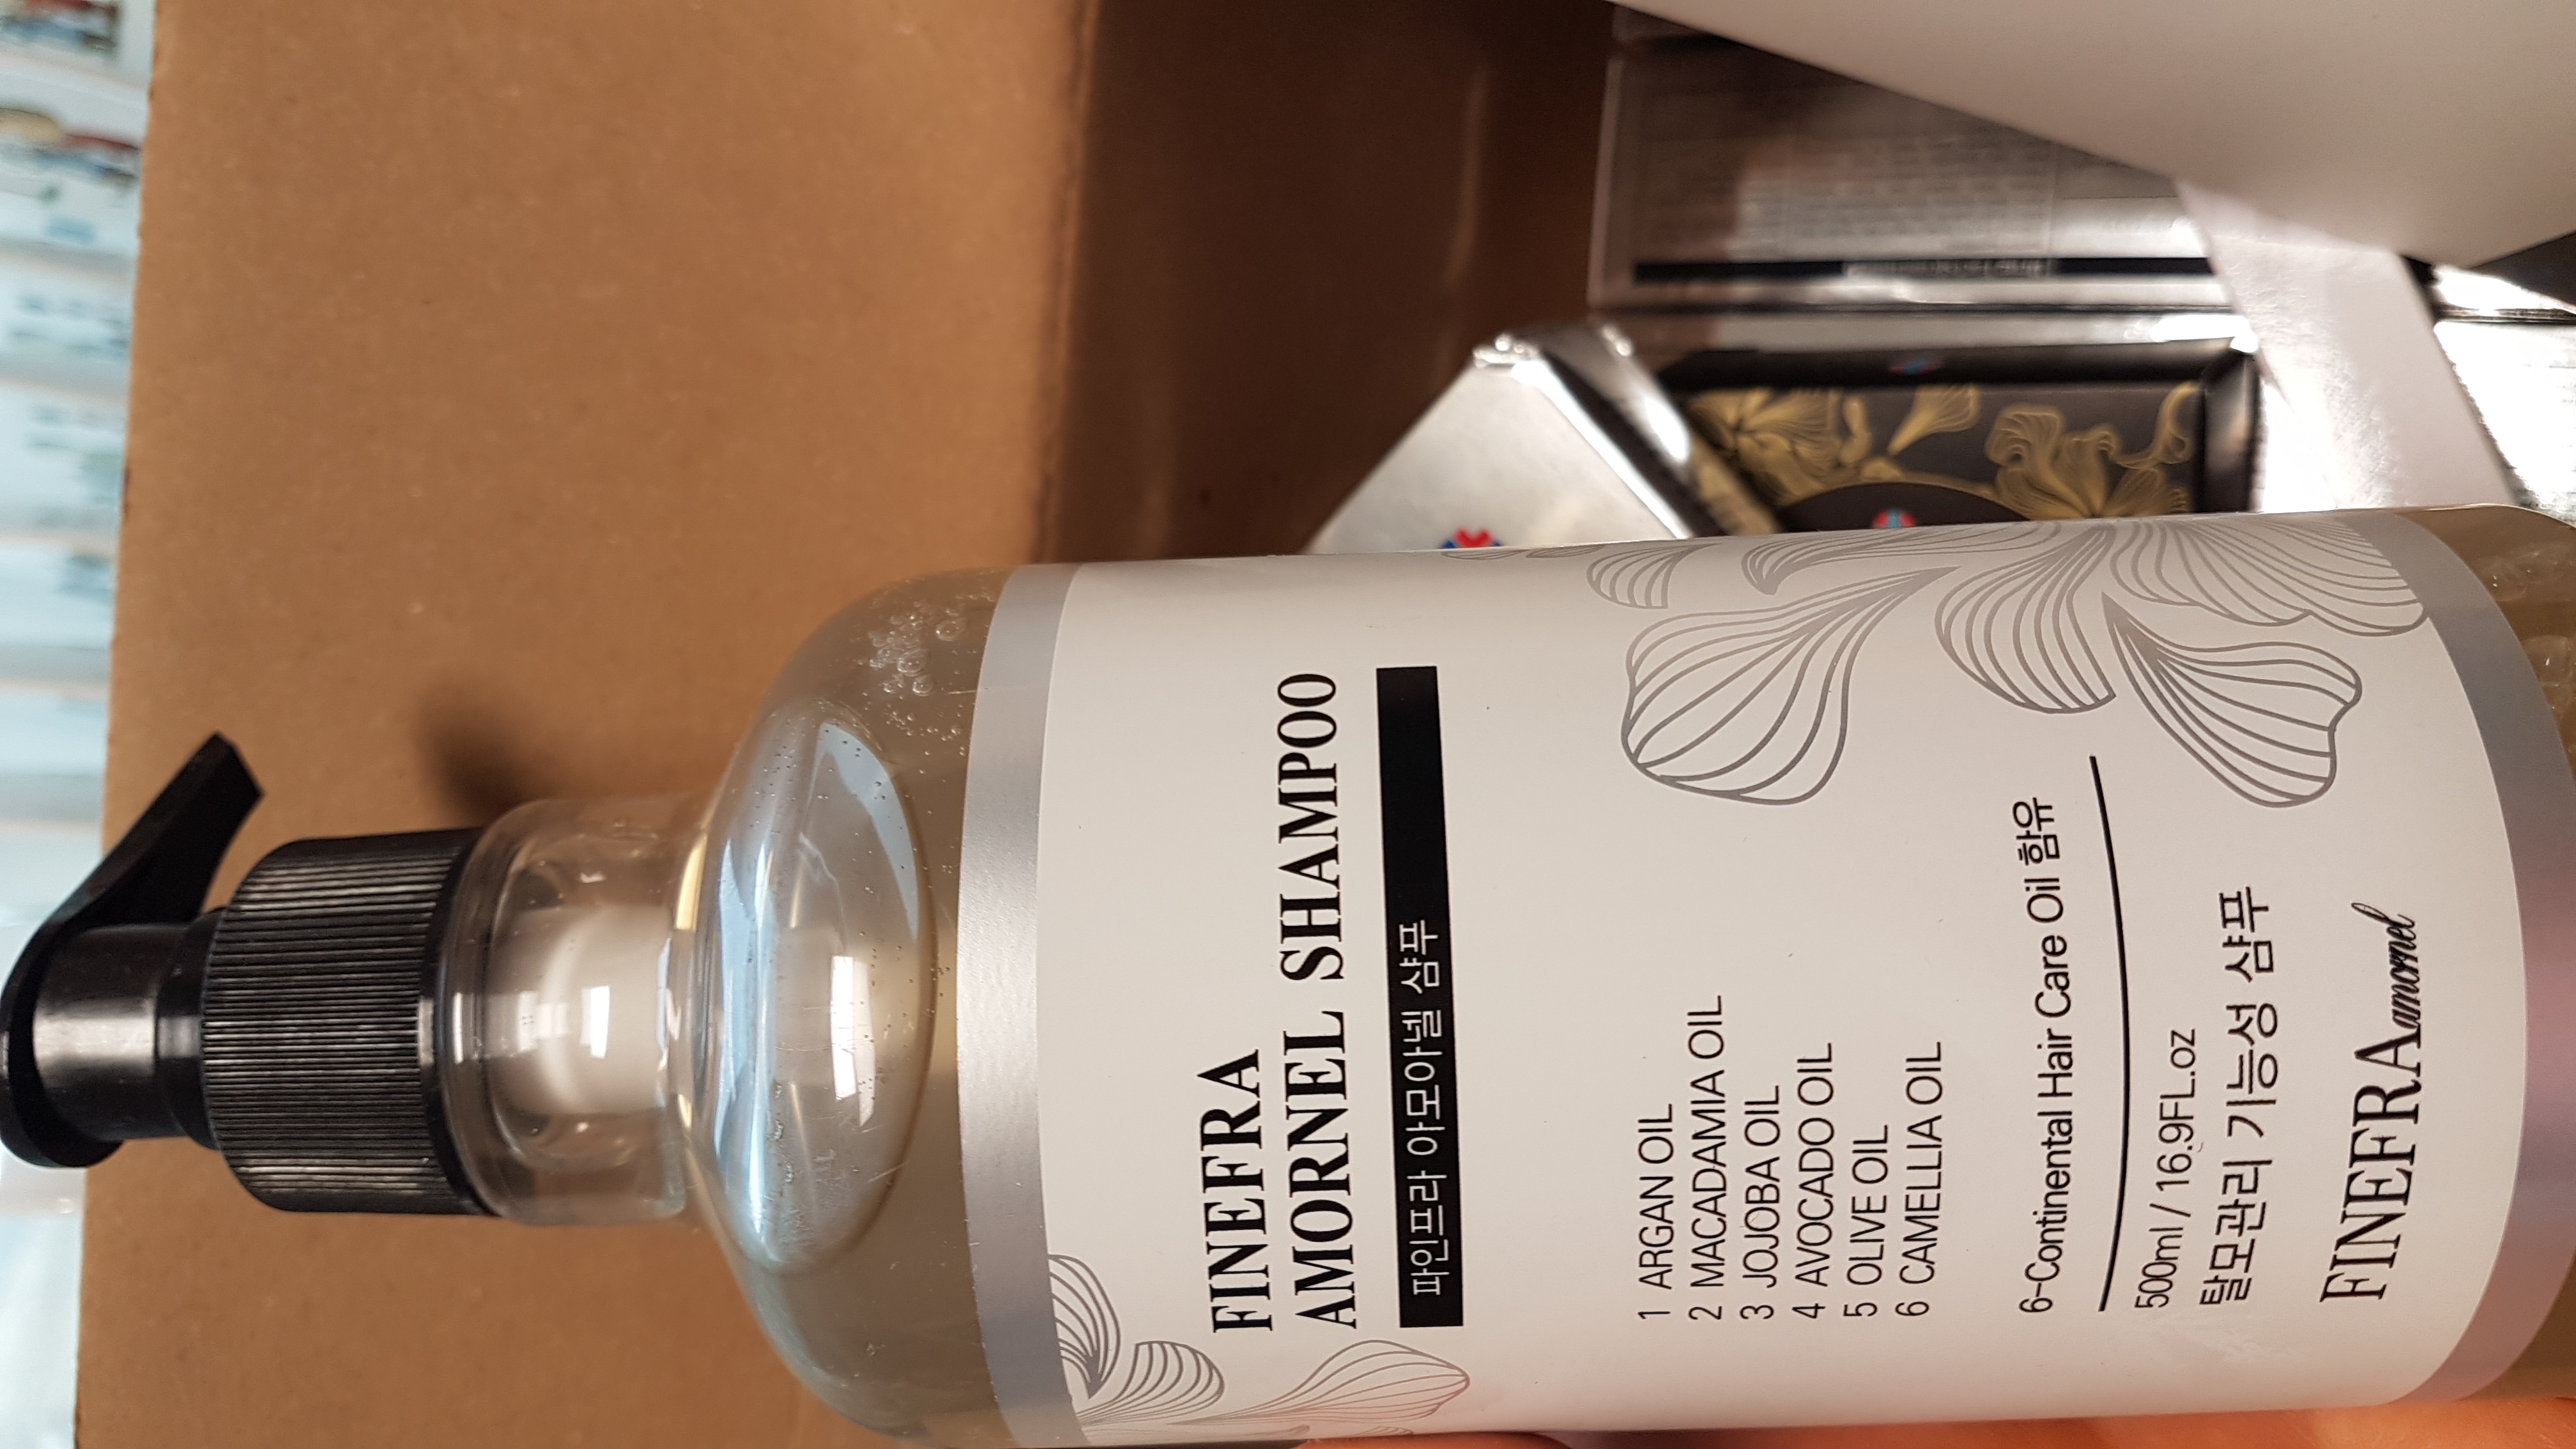 FINEFRA
AMORNEL SHAMPOO
파인프라 아모아넬 샴푸
1 ARGAN OIL
2 MACADAMIA OIL
3 JOJOBA OIL
4 AVOCADO OIL
5 OLIVE OIL
6 CAMELLIA OIL
6-Continental Hair Care Oil 함유
500ml / 16.9FL.oz
탈모관리 기능성 샴푸
FINEFRAamornel